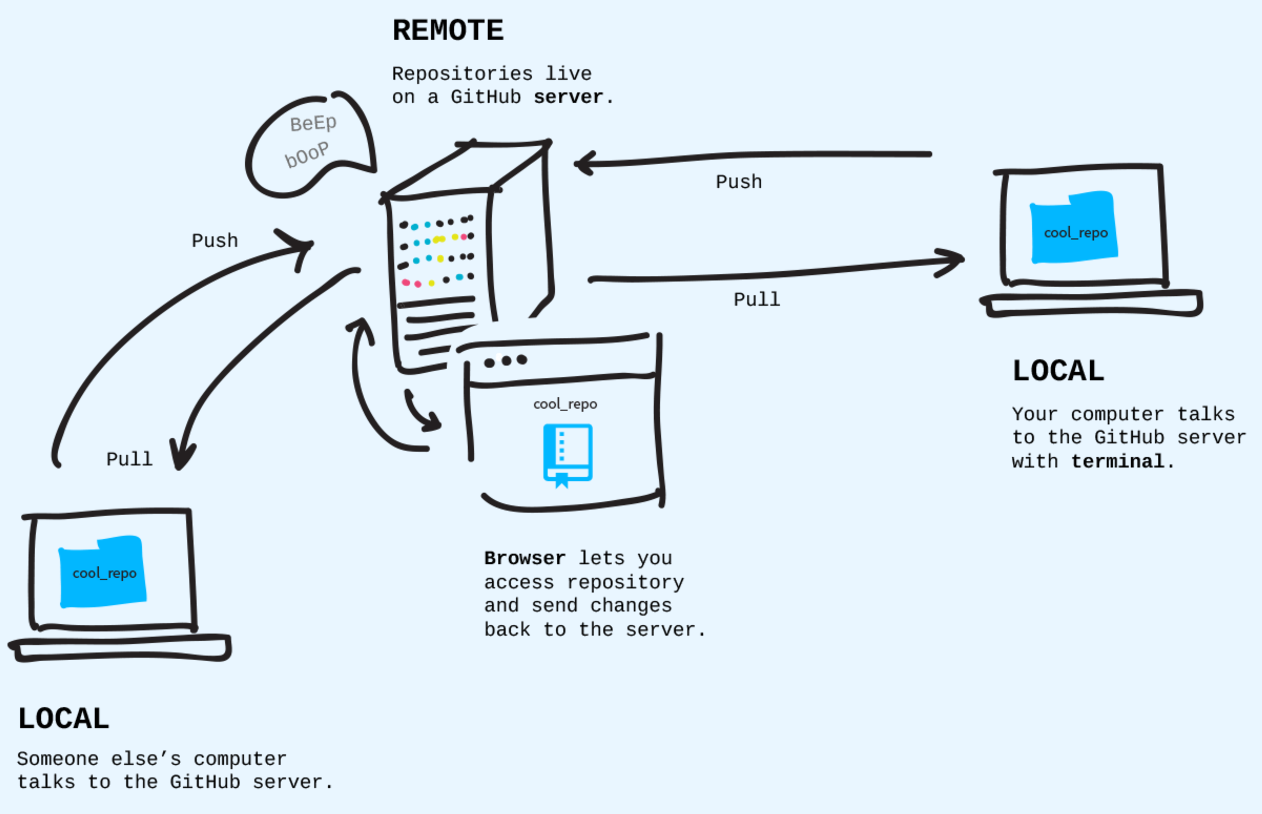 REMOTE
Repositories live
on a GitHub server.
BeEp
bOoP
Push
Pull
Push
Pull
cool_repo
LOCAL
Your computer talks
to the GitHub server
with terminal.
cool_repo
Browser lets you
access repository
and send changes
back to the server.
cool_repo
LOCAL
Someone else’s computer
talks to the GitHub server.